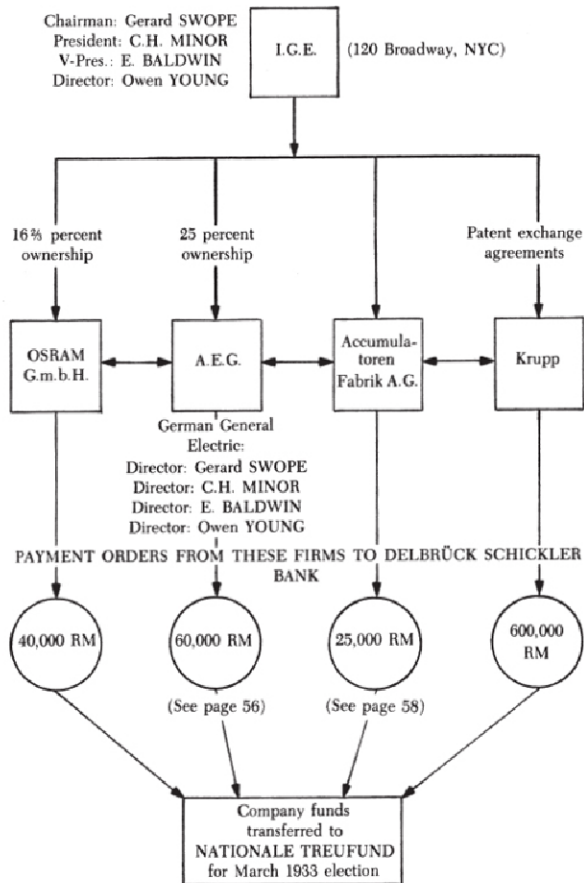 Chairman: Gerard SWOPE
President: C.H. MINOR
V-Pres.: E. BALDWIN
Director: Owen YOUNG
I.G.E.
(120 Broadway, NYC)
16⅔ percent
ownership
25 percent
ownership
Patent exchange
agreements
OSRAM
G.m.b.H.
A.E.G.
Accumula-
toren
Fabrik A.G.
Krupp
German General
Electric:
Director: Gerard SWOPE
Director: C.H. MINOR
Director: E. BALDWIN
Director: Owen YOUNG
PAYMENT ORDERS FROM THESE FIRMS TO DELBRÜCK SCHICKLER
BANK
40,000 RM
60,000 RM
25,000 RM
600,000
RM
(See page 56)
(See page 58)
Company funds
transferred to
NATIONALE TREUFUND
for March 1933 election